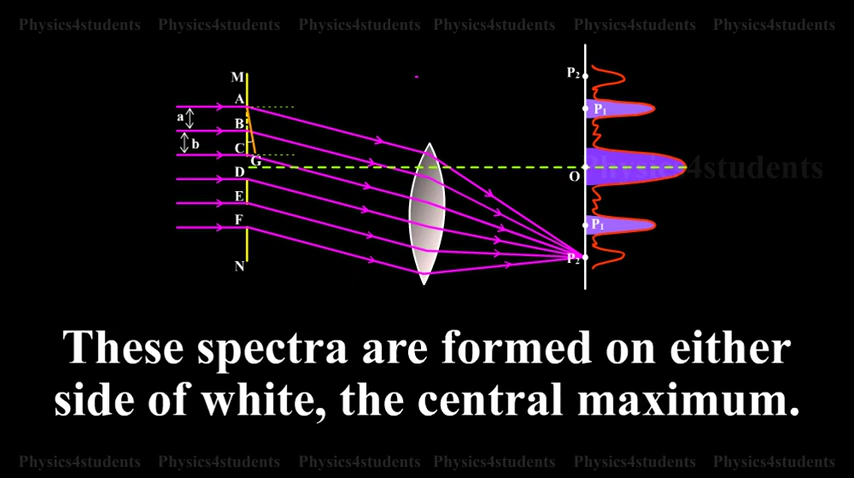 Physics4students Physics4students Physics4students Physics4students Physics4students Physics4students
M
P2
A
a
P1
B
b
C
G
Physics4students
D
O
E
F
P1
P2
N
These spectra are formed on either
side of white, the central maximum.
Physics4students Physics4students Physics4students Physics4students Physics4students Physics4students